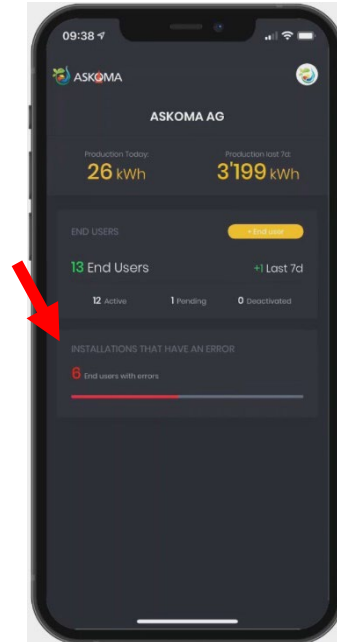 09:38
ASKOMA
ASKOMA AG
Production Today:
Production last 7d:
26 kWh
3'199 kWh
END USERS
+ End user
13 End Users
+1 Last 7d
12 Active
1 Pending
0 Deactivated
INSTALLATIONS THAT HAVE AN ERROR
6 End users with errors